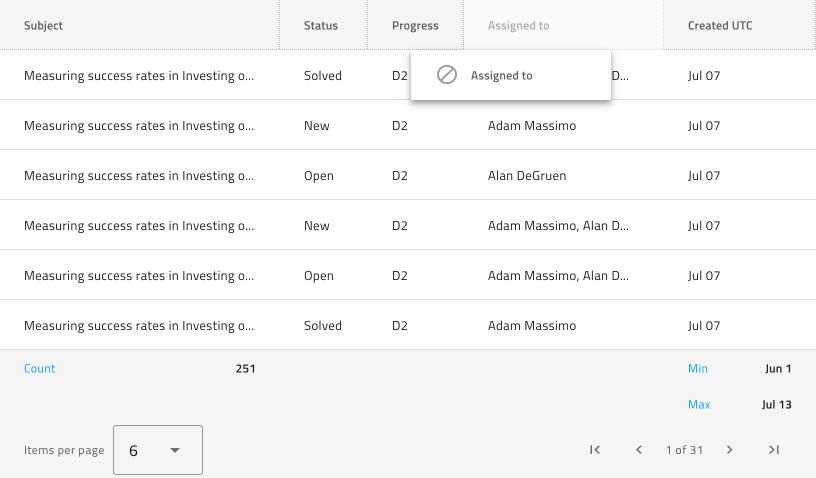 Subject Status Progress Assigned to Created UTC
Measuring success rates in Investing o... Solved D2 D... Jul 07
Assigned to
Measuring success rates in Investing o... New D2 Adam Massimo Jul 07
Measuring success rates in Investing o... Open D2 Alan DeGruen Jul 07
Measuring success rates in Investing o... New D2 Adam Massimo, Alan D... Jul 07
Measuring success rates in Investing o... Open D2 Adam Massimo, Alan D... Jul 07
Measuring success rates in Investing o... Solved D2 Adam Massimo Jul 07
Count 251 Min Jun 1
Max Jul 13
Items per page 6 1 of 31